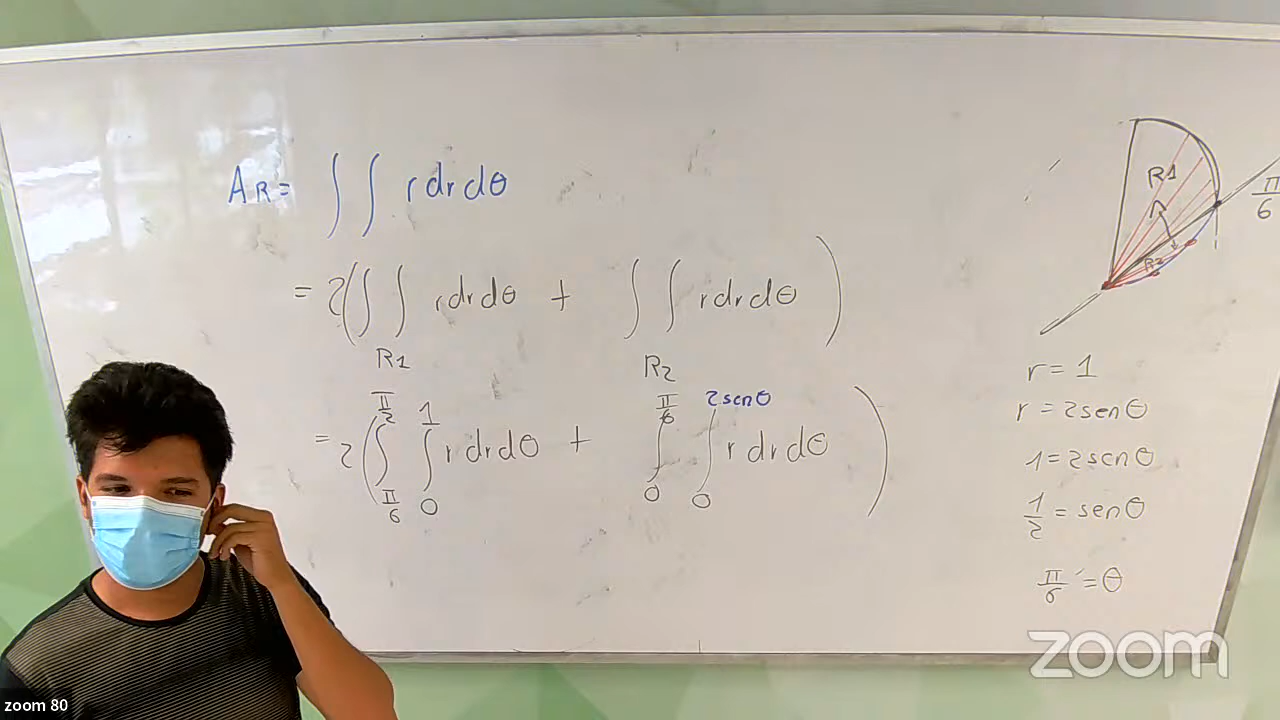 A_R = ∫∫ r dr dθ
= 2(∫∫ r dr dθ + ∫∫ r dr dθ)
R1 R2
= 2(∫_{π/6}^{π/2} ∫_0^1 r dr dθ + ∫_0^{π/6} ∫_0^{2senθ} r dr dθ)
R1
π/6
R2
r = 1
r = 2senθ
1 = 2senθ
1/2 = senθ
π/6 = θ
zoom
zoom 80